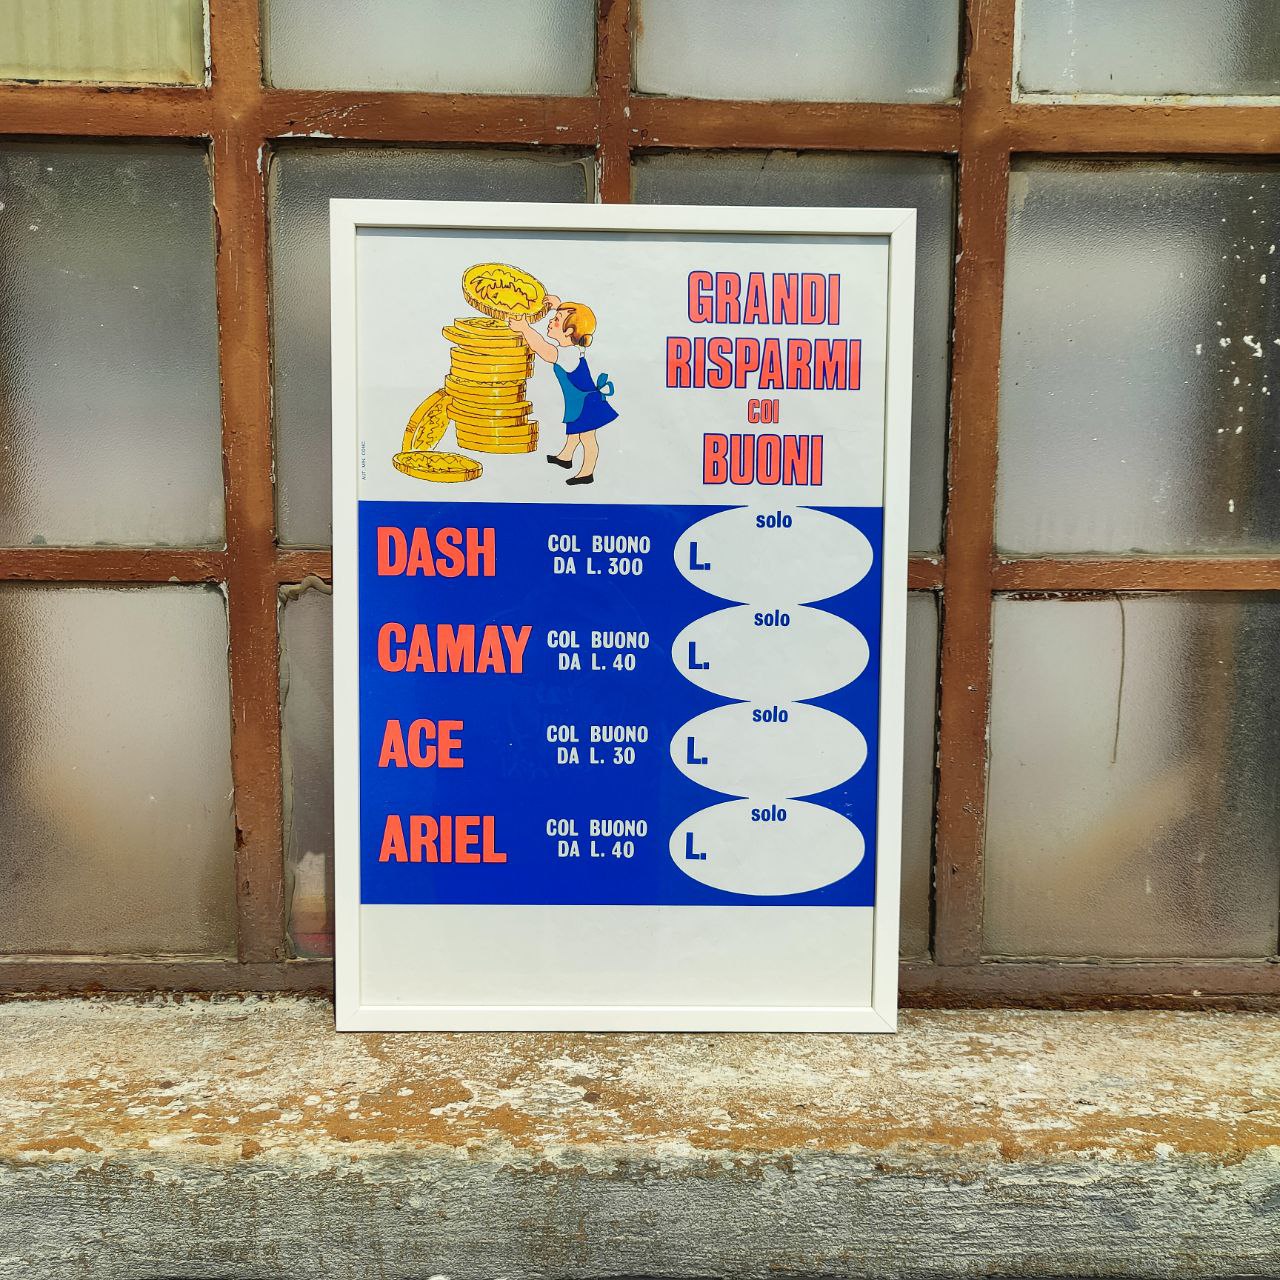 GRANDI
RISPARMI
COI
BUONI
DASH
COL BUONO
DA L. 300
solo
L.
CAMAY
COL BUONO
DA L. 40
solo
L.
ACE
COL BUONO
DA L. 30
solo
L.
ARIEL
COL BUONO
DA L. 40
solo
L.